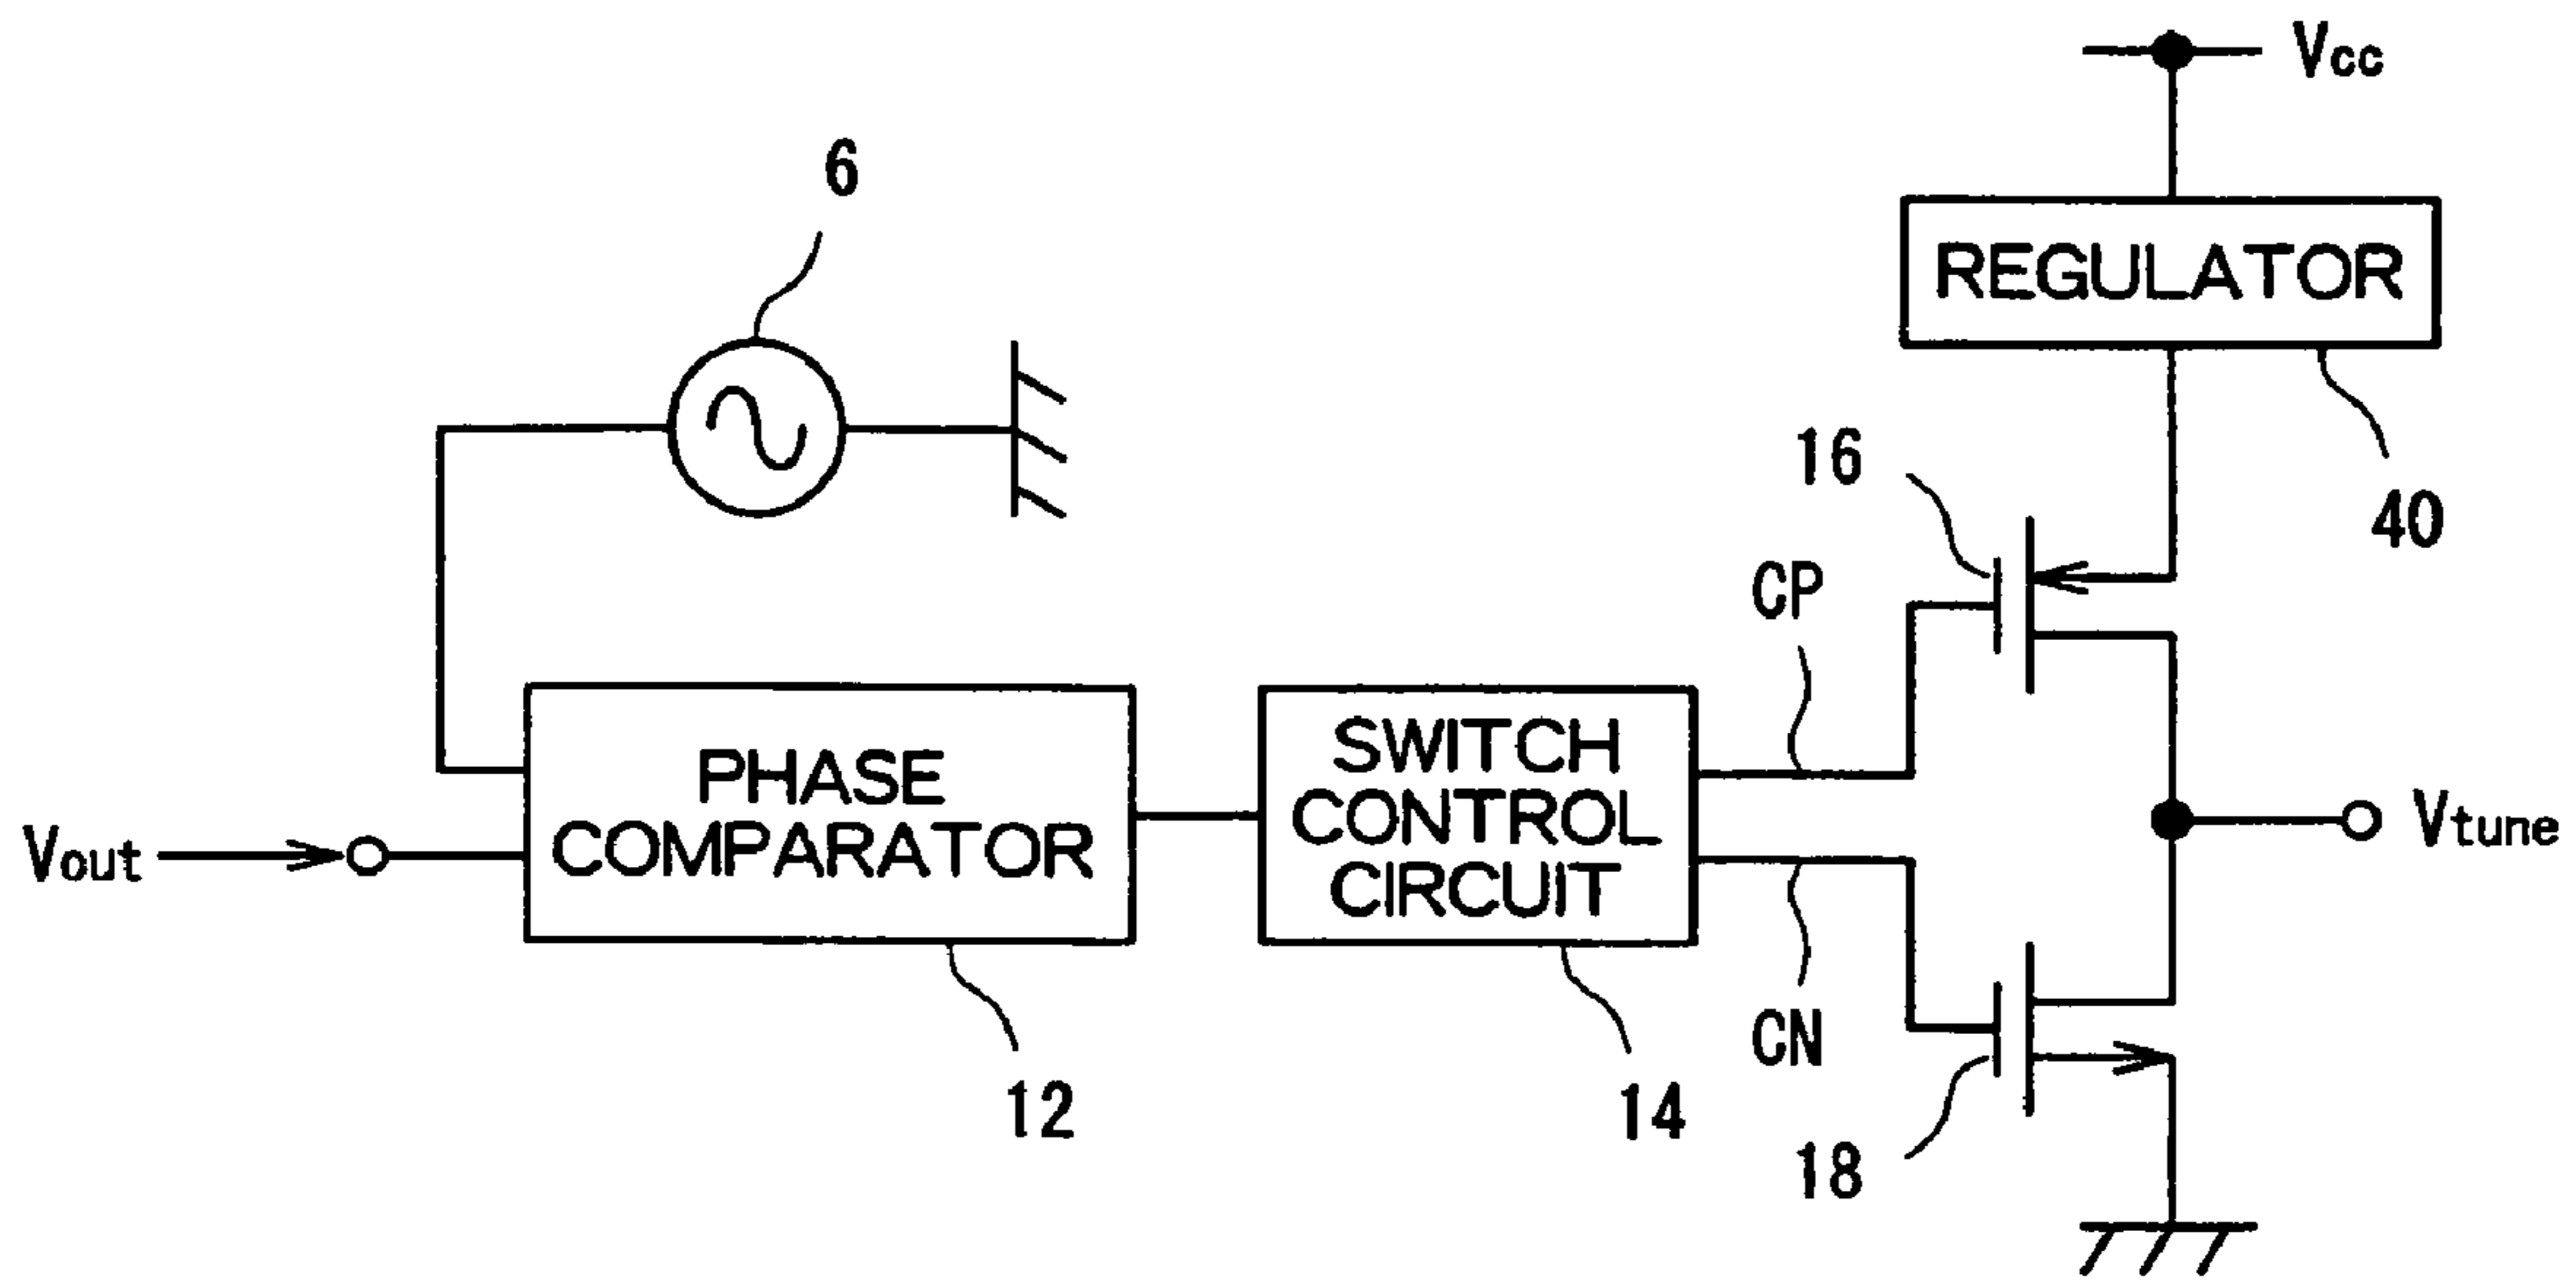 Vcc
6
REGULATOR
16
40
CP
PHASE
COMPARATOR
SWITCH
CONTROL
CIRCUIT
Vout
Vtune
CN
12
14
18